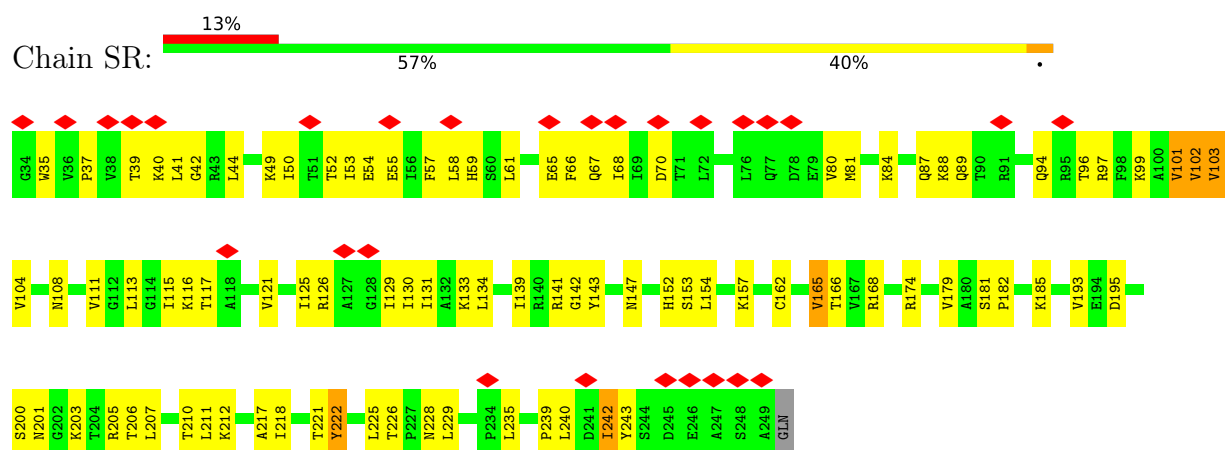 13%
Chain SR:
57% 40% •
G34 W35 V36 P37 V38 T39 K40 L41 G42 R43 L44 K49 I50 T51 T52 I53 E54 E55 I56 F57 L58 H59 S60 L61 E65 F66 Q67 I68 I69 D70 T71 L72 L76 Q77 D78 E79 V80 M81 K84 Q87 K88 Q89 T90 R91 Q94 R95 T96 R97 F98 K99 A100 V101 V102 V103
V104 N108 V111 G112 L113 G114 I115 K116 T117 A118 V121 I125 R126 A127 G128 I129 I130 I131 A132 K133 L134 I139 R140 R141 G142 Y143 N147 H152 S153 L154 K157 C162 V165 T166 V167 R168 R174 V179 A180 S181 P182 K185 V193 E194 D195
S200 N201 G202 K203 T204 R205 T206 L207 T210 L211 K212 A217 I218 T221 Y222 L225 T226 P227 N228 L229 P234 L235 P239 L240 D241 I242 Y243 S244 D245 E246 A247 S248 A249 GLN